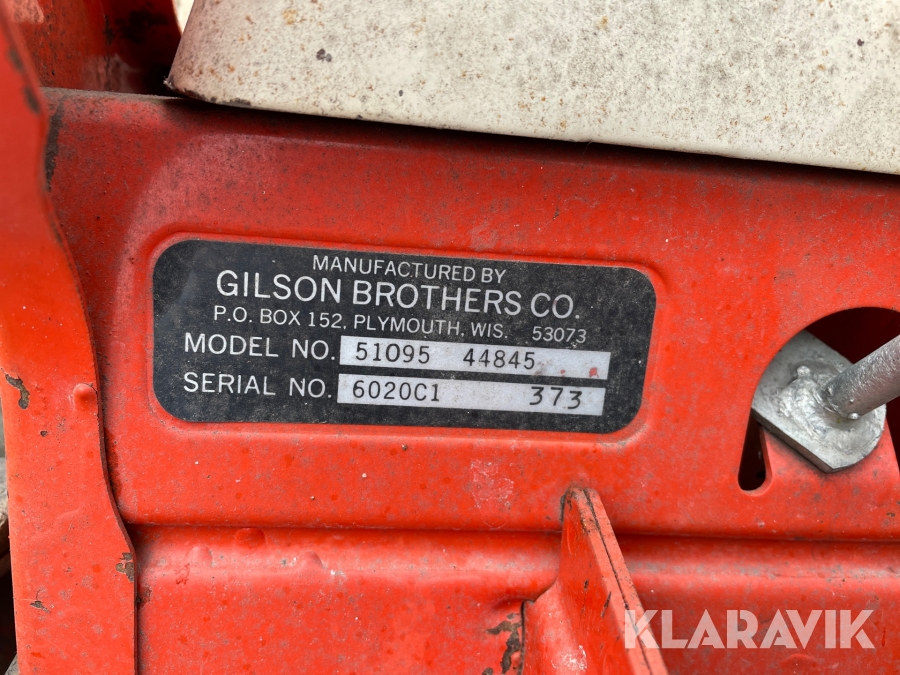 MANUFACTURED BY
GILSON BROTHERS CO.
P.O. BOX 152, PLYMOUTH, WIS. 53073
MODEL NO. 51095 44845
SERIAL NO. 6020C1 373
KLARAVIK